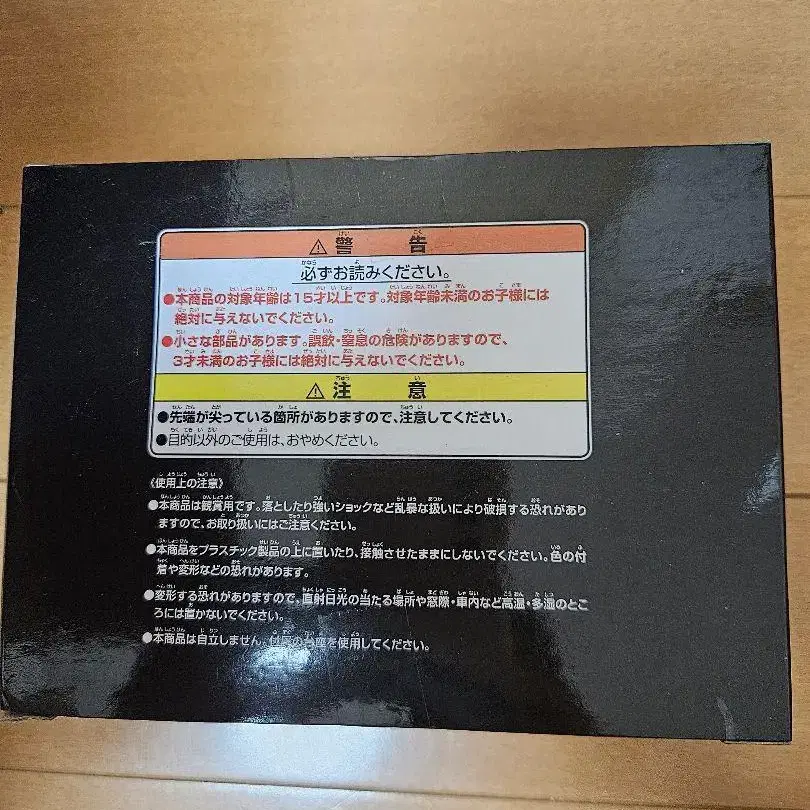 ⚠警告
必ずお読みください。
●本商品の対象年齢は15才以上です。対象年齢未満のお子様には
絶対に与えないでください。
●小さな部品があります。誤飲・窒息の危険がありますので、
3才未満のお子様には絶対に与えないでください。
⚠注意
●先端が尖っている箇所がありますので、注意してください。
●目的以外のご使用は、おやめください。
《使用上の注意》
●本商品は観賞用です。落としたり強いショックなど乱暴な扱いにより破損する恐れがあり
ますので、お取り扱いにはご注意ください。
●本商品をプラスチック製品の上に置いたり、接触させたままにしないでください。色の付
着や変形などの恐れがあります。
●変形する恐れがありますので、直射日光の当たる場所や窓際・車内など高温・多湿のとこ
ろには置かないでください。
●本商品は自立しません。付属の台座を使用してください。